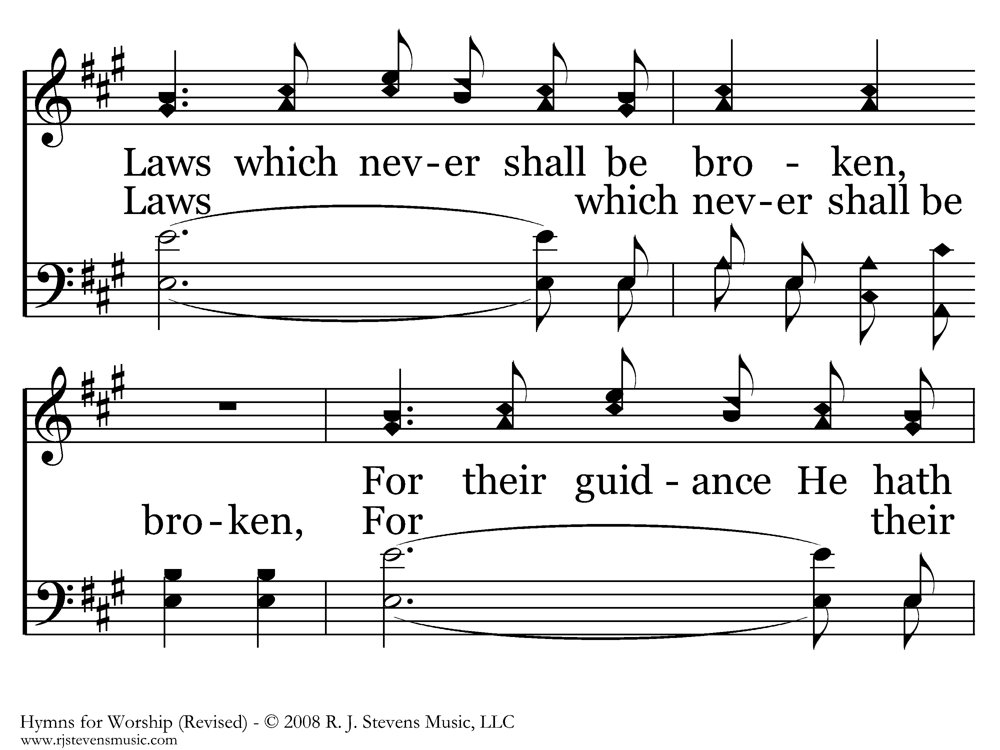 Laws which nev - er shall be bro - ken,
Laws which nev - er shall be
For their guid - ance He hath
bro - ken, For their
Hymns for Worship (Revised) - © 2008 R. J. Stevens Music, LLC
www.rjstevensmusic.com